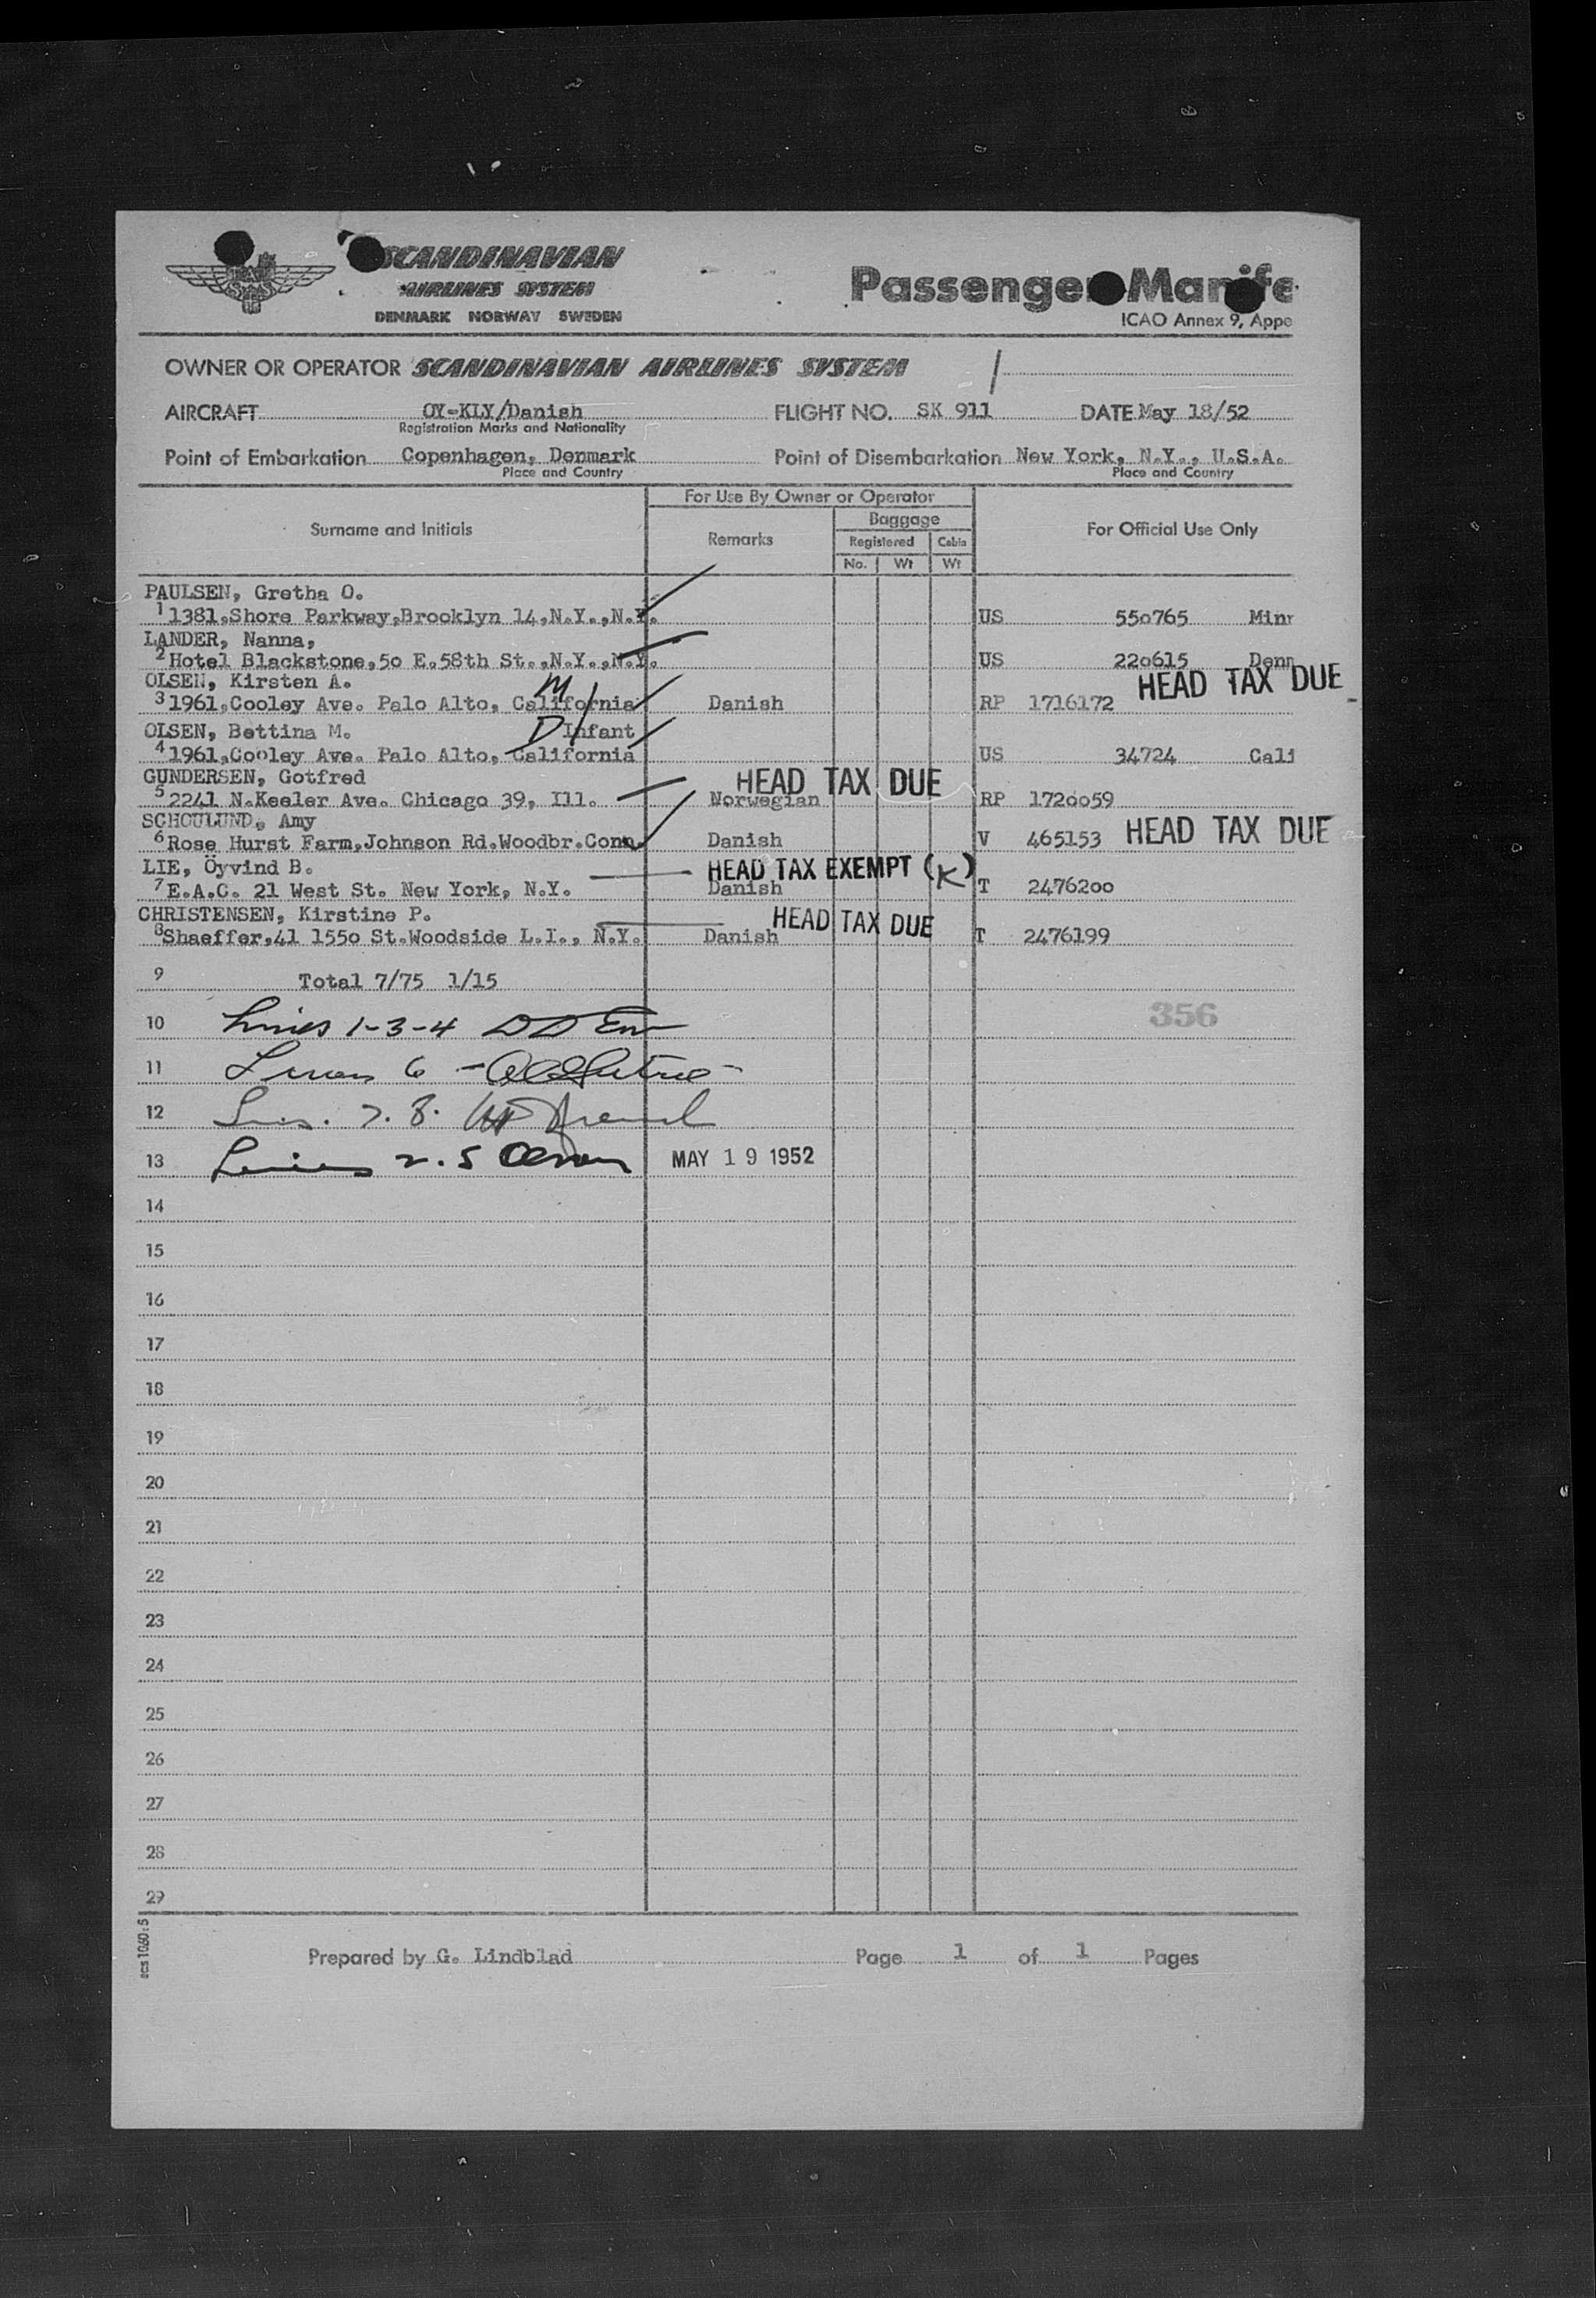 SCANDINAVIAN
AIRLINES SYSTEM
DENMARK NORWAY SWEDEN
SAS
Passenger Manife
ICAO Annex 9, Appe
OWNER OR OPERATOR SCANDINAVIAN AIRLINES SYSTEM
AIRCRAFT OY-KLY/Danish FLIGHT NO. SK 911 DATE May 18/52
Registration Marks and Nationality
Point of Embarkation Copenhagen, Denmark Point of Disembarkation New York, N.Y., U.S.A.
Place and Country Place and Country
For Use By Owner or Operator
Surname and Initials Remarks Baggage For Official Use Only
Registered Cabin
No. Wt Wt
PAULSEN, Gretha O.
1 1381,Shore Parkway,Brooklyn 14,N.Y.,N.Y. US 550765 Minn
LANDER, Nanna,
2 Hotel Blackstone,50 E.58th St.,N.Y.,N.Y. US 220615 Denn
OLSEN, Kirsten A. M HEAD TAX DUE
3 1961,Cooley Ave. Palo Alto, California Danish RP 1716172
OLSEN, Bettina M. D Infant
4 1961,Cooley Ave. Palo Alto, California US 34724 Cali
GUNDERSEN, Gotfred HEAD TAX DUE
5 2241 N.Keeler Ave. Chicago 39, Ill. Norwegian RP 1720059
SCHOULUND, Amy
6 Rose Hurst Farm,Johnson Rd.Woodbr.Conn. Danish V 465153 HEAD TAX DUE
LIE, Öyvind B. HEAD TAX EXEMPT (K)
7 E.A.C. 21 West St. New York, N.Y. Danish T 2476200
CHRISTENSEN, Kirstine P. HEAD TAX DUE
8 Shaeffer,41 1550 St.Woodside L.I., N.Y. Danish T 2476199
9 Total 7/75 1/15
10 Lines 1-3-4 356
11 6
12 7. 8.
13 Lines 2. 5 MAY 19 1952
14
15
16
17
18
19
20
21
22
23
24
25
26
27
28
29
scs 1060:5
Prepared by G. Lindblad Page 1 of 1 Pages